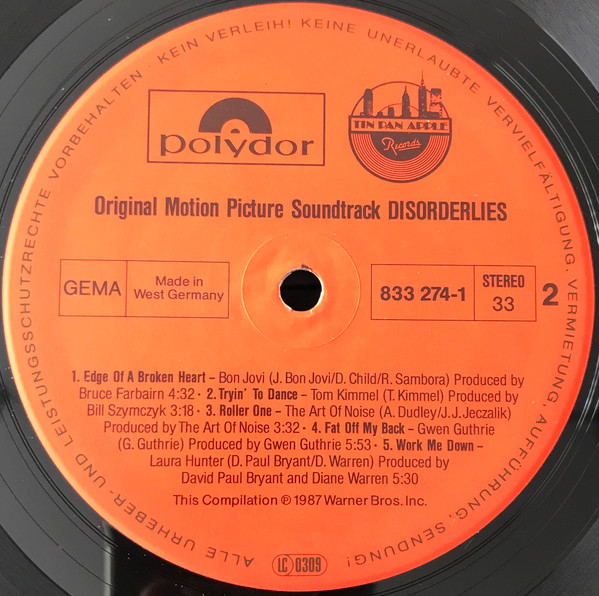 ALLE URHEBER- UND LEISTUNGSSCHUTZRECHTE VORBEHALTEN · KEIN VERLEIH! KEINE UNERLAUBTE VERVIELFÄLTIGUNG, VERMIETUNG, AUFFÜHRUNG, SENDUNG!
polydor
TIN PAN APPLE
Records
Original Motion Picture Soundtrack DISORDERLIES
GEMA
Made in
West Germany
833 274-1
STEREO
33
2
1. Edge Of A Broken Heart – Bon Jovi (J. Bon Jovi/D. Child/R. Sambora) Produced by
Bruce Farbairn 4:32 · 2. Tryin' To Dance – Tom Kimmel (T. Kimmel) Produced by
Bill Szymczyk 3:18 · 3. Roller One – The Art Of Noise (A. Dudley/J. J. Jeczalik)
Produced by The Art Of Noise 3:32 · 4. Fat Off My Back – Gwen Guthrie
(G. Guthrie) Produced by Gwen Guthrie 5:53 · 5. Work Me Down –
Laura Hunter (D. Paul Bryant/D. Warren) Produced by
David Paul Bryant and Diane Warren 5:30
This Compilation ℗ 1987 Warner Bros. Inc.
LC 0309